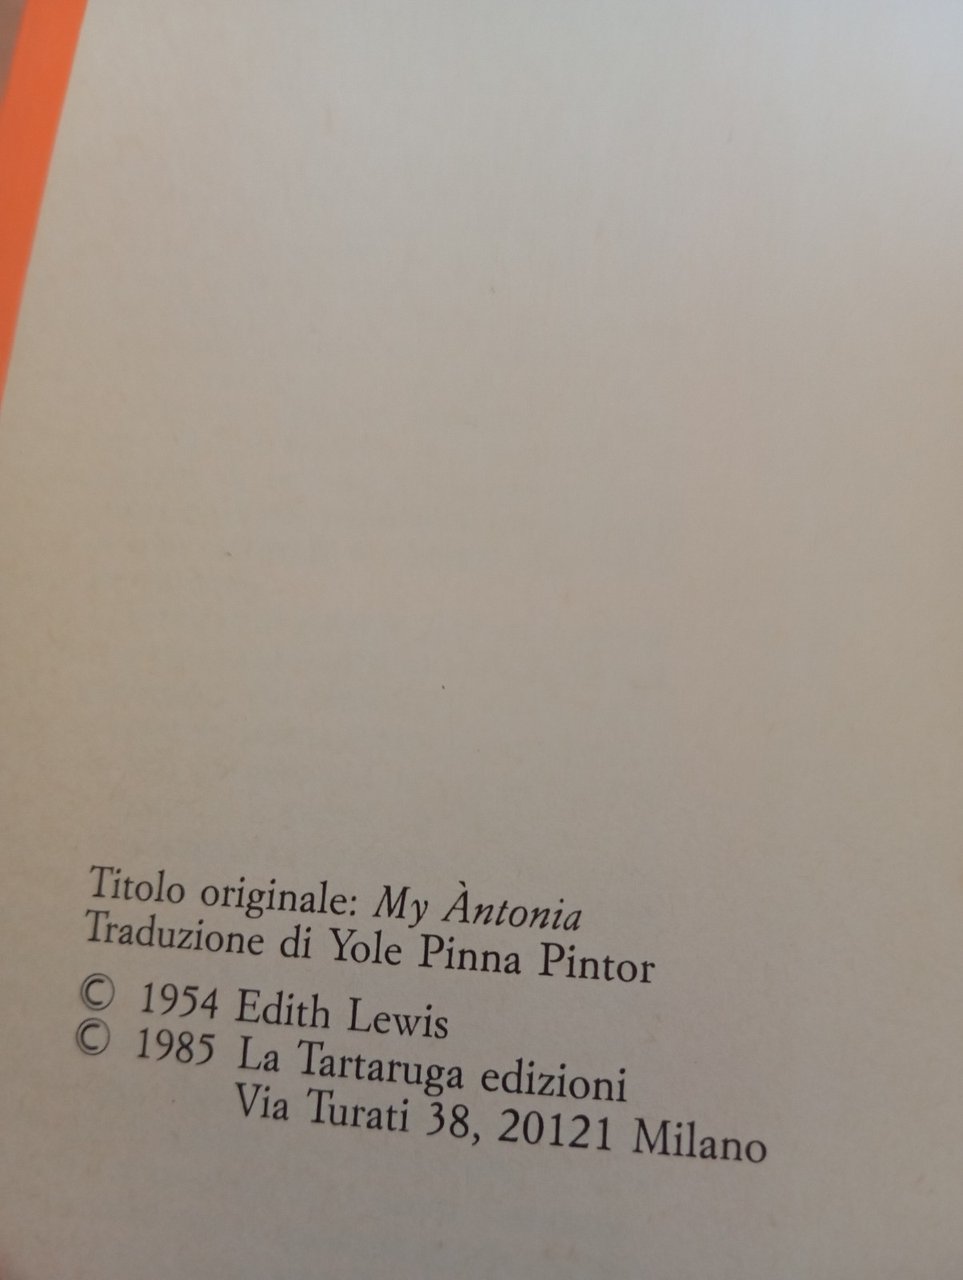 Titolo originale: My Àntonia
Traduzione di Yole Pinna Pintor
© 1954 Edith Lewis
© 1985 La Tartaruga edizioni
Via Turati 38, 20121 Milano